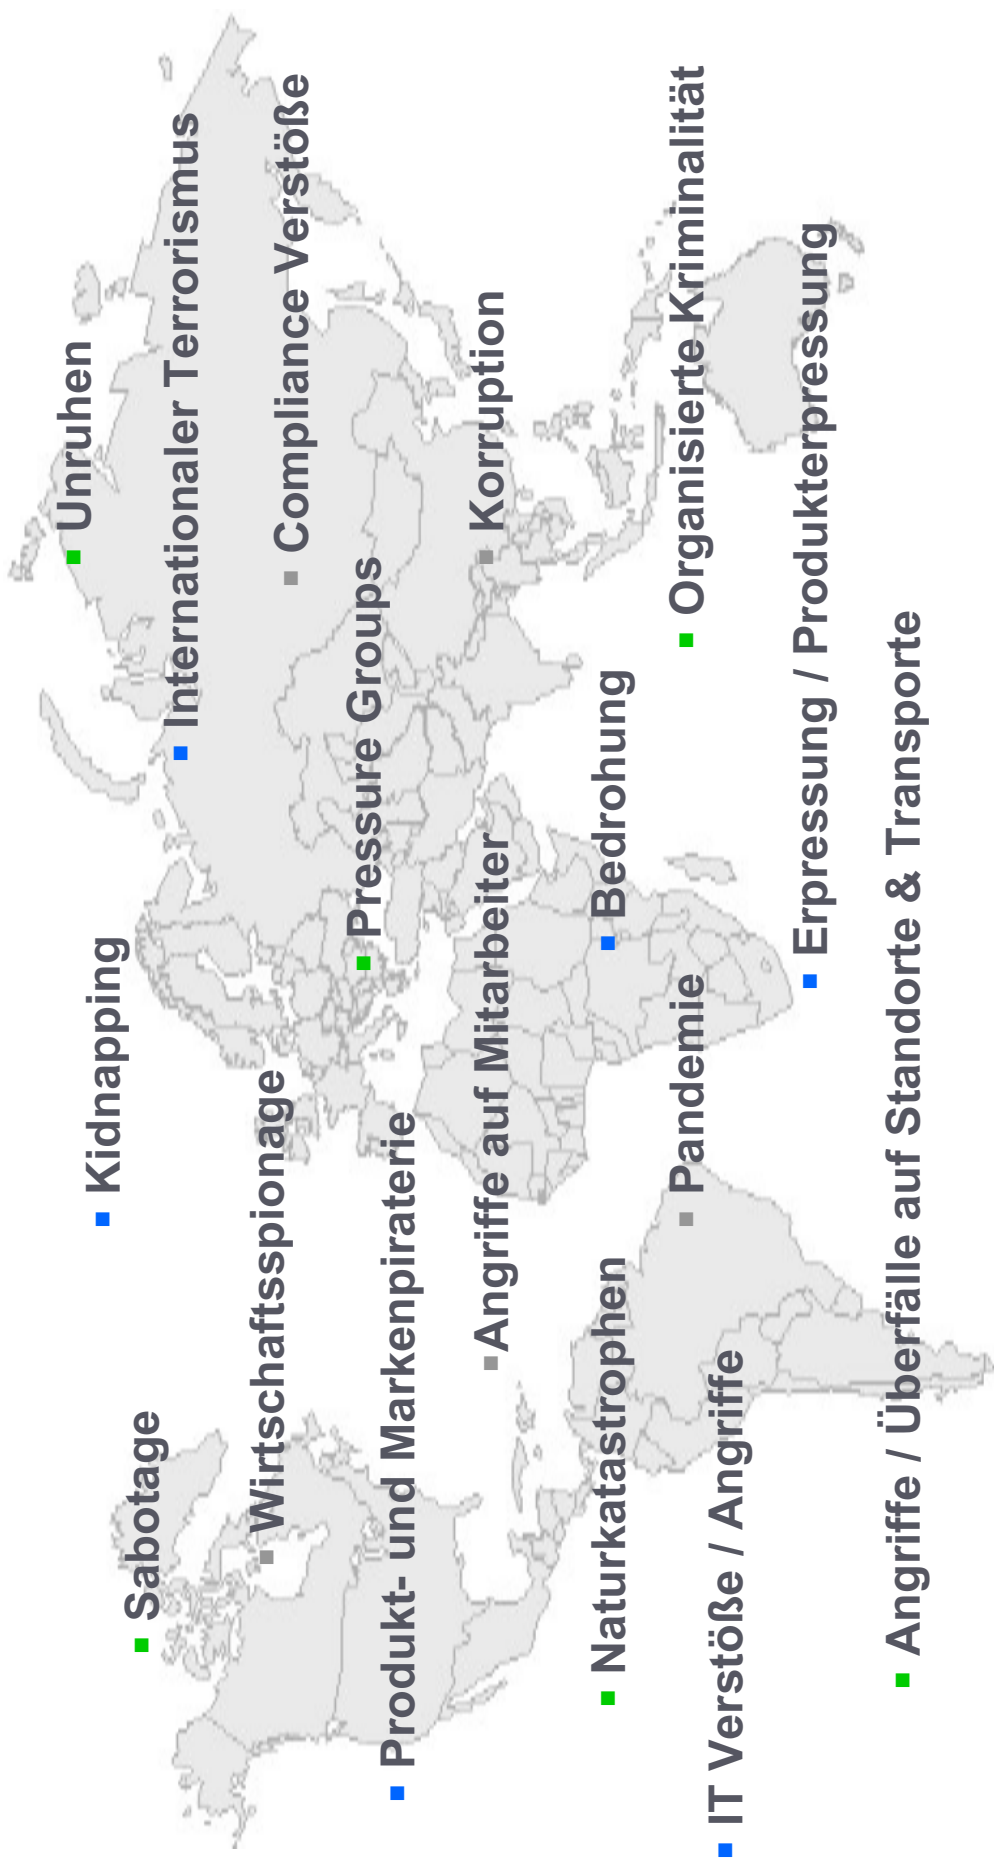 Unruhen
Kidnapping
Sabotage
Internationaler Terrorismus
Wirtschaftsspionage
Compliance Verstöße
Pressure Groups
Produkt- und Markenpiraterie
Korruption
Angriffe auf Mitarbeiter
Bedrohung
Naturkatastrophen
Organisierte Kriminalität
Pandemie
IT Verstöße / Angriffe
Erpressung / Produkterpressung
Angriffe / Überfälle auf Standorte & Transporte